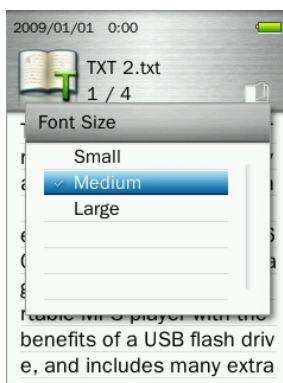 2009/01/01 0:00
TXT 2.txt
1 / 4
Font Size
Small
Medium
Large
benefits of a USB flash driv
e, and includes many extra